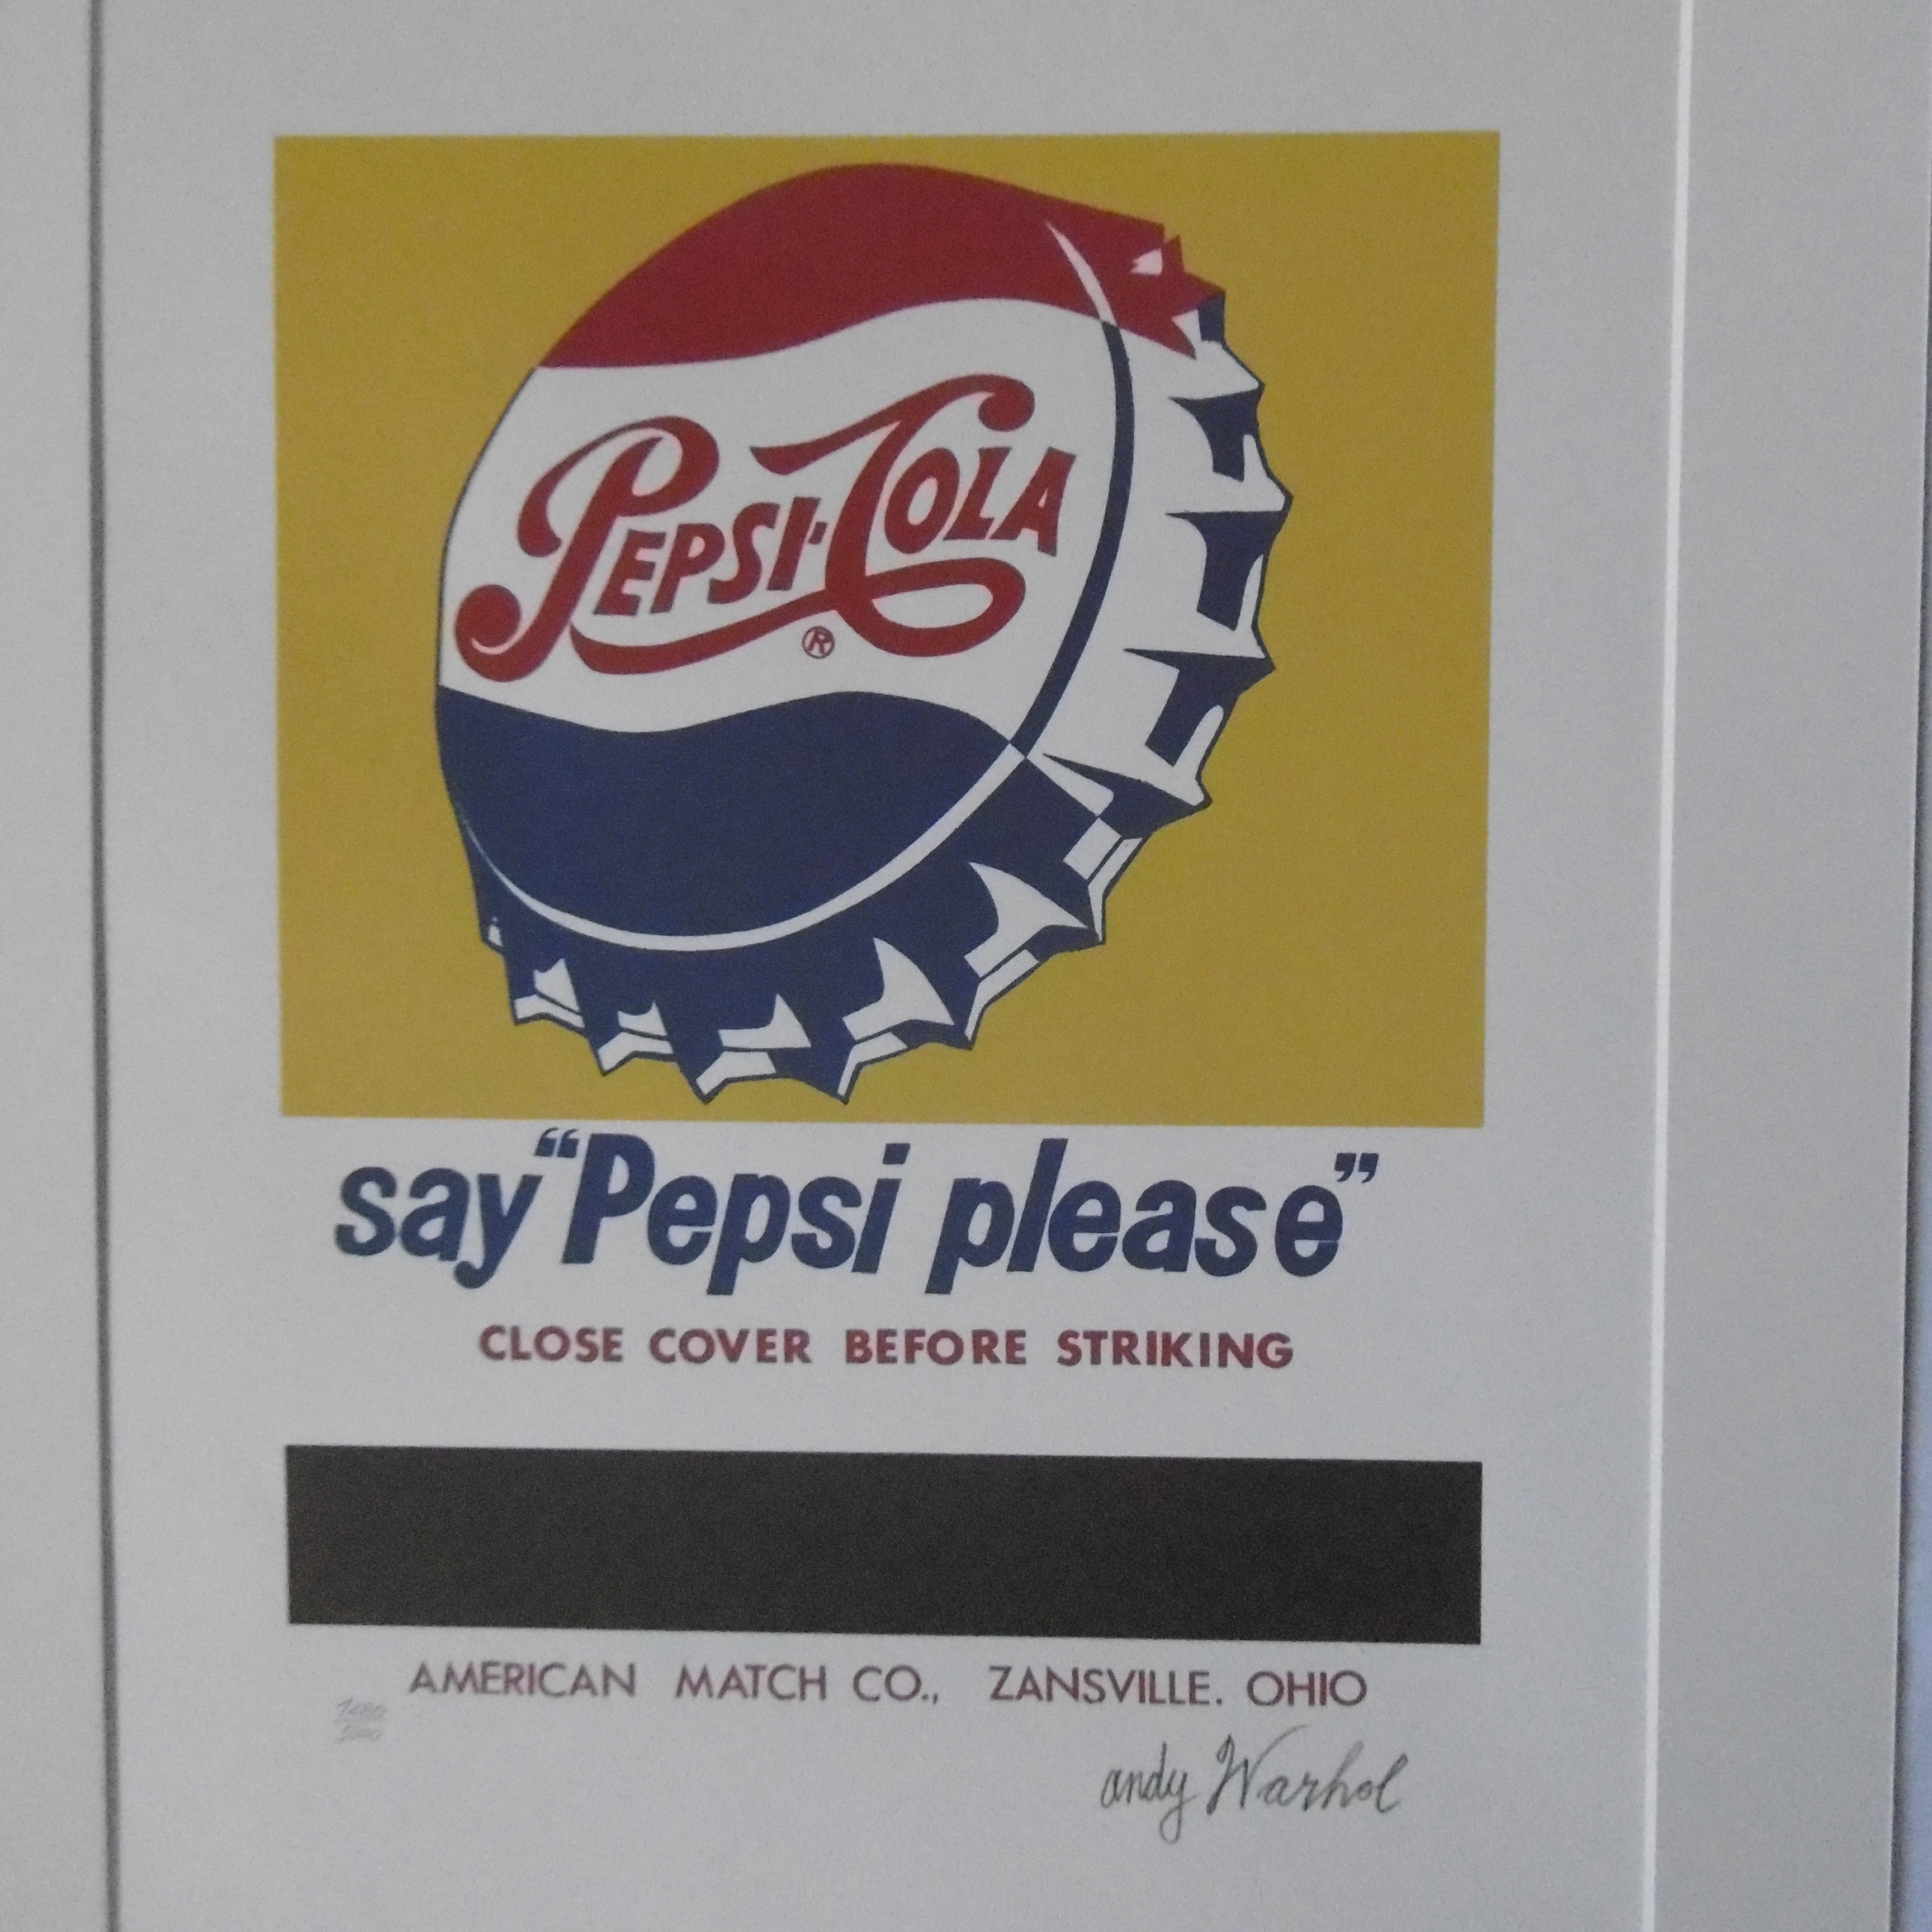 PEPSI-COLA
®
say "Pepsi please"
CLOSE COVER BEFORE STRIKING
AMERICAN MATCH CO., ZANSVILLE. OHIO
andy Warhol